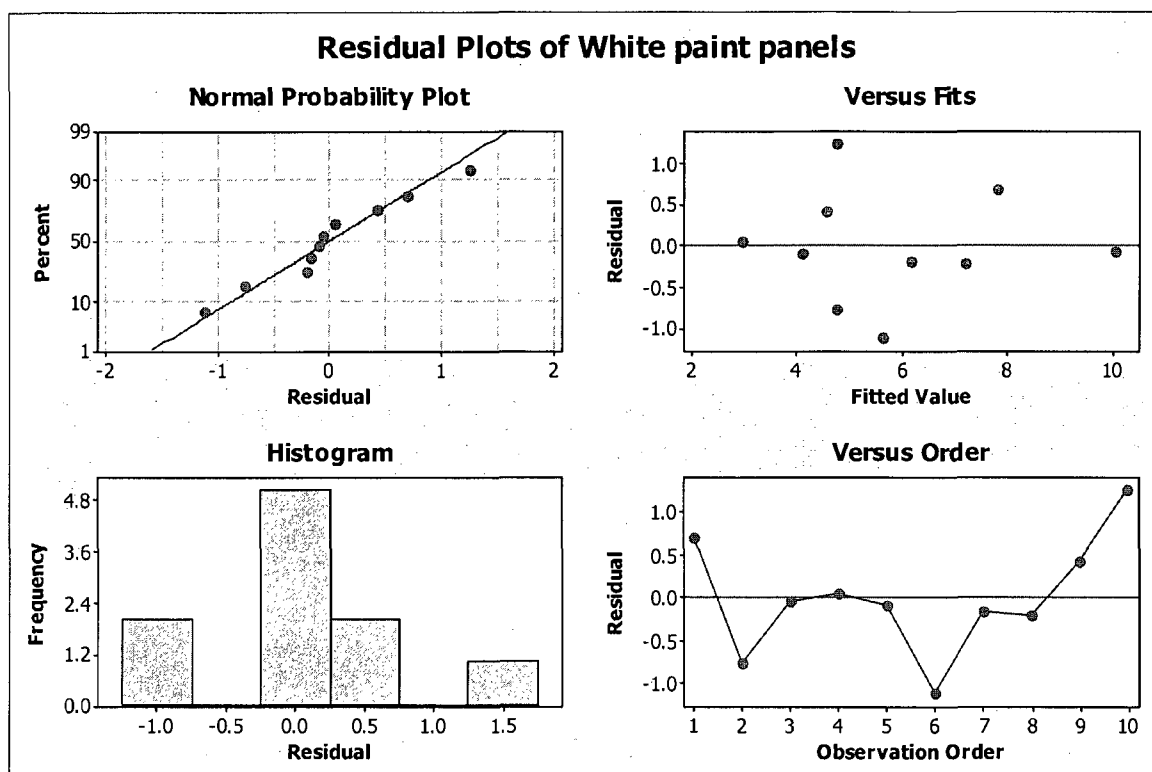 Residual Plots of White paint panels
Normal Probability Plot
99
90
50
10
1
Percent
-2 -1 0 1 2
Residual
Versus Fits
1.0
0.5
0.0
-0.5
-1.0
Residual
2 4 6 8 10
Fitted Value
Histogram
4.8
3.6
2.4
1.2
0.0
Frequency
-1.0 -0.5 0.0 0.5 1.0 1.5
Residual
Versus Order
1.0
0.5
0.0
-0.5
-1.0
Residual
1 2 3 4 5 6 7 8 9 10
Observation Order